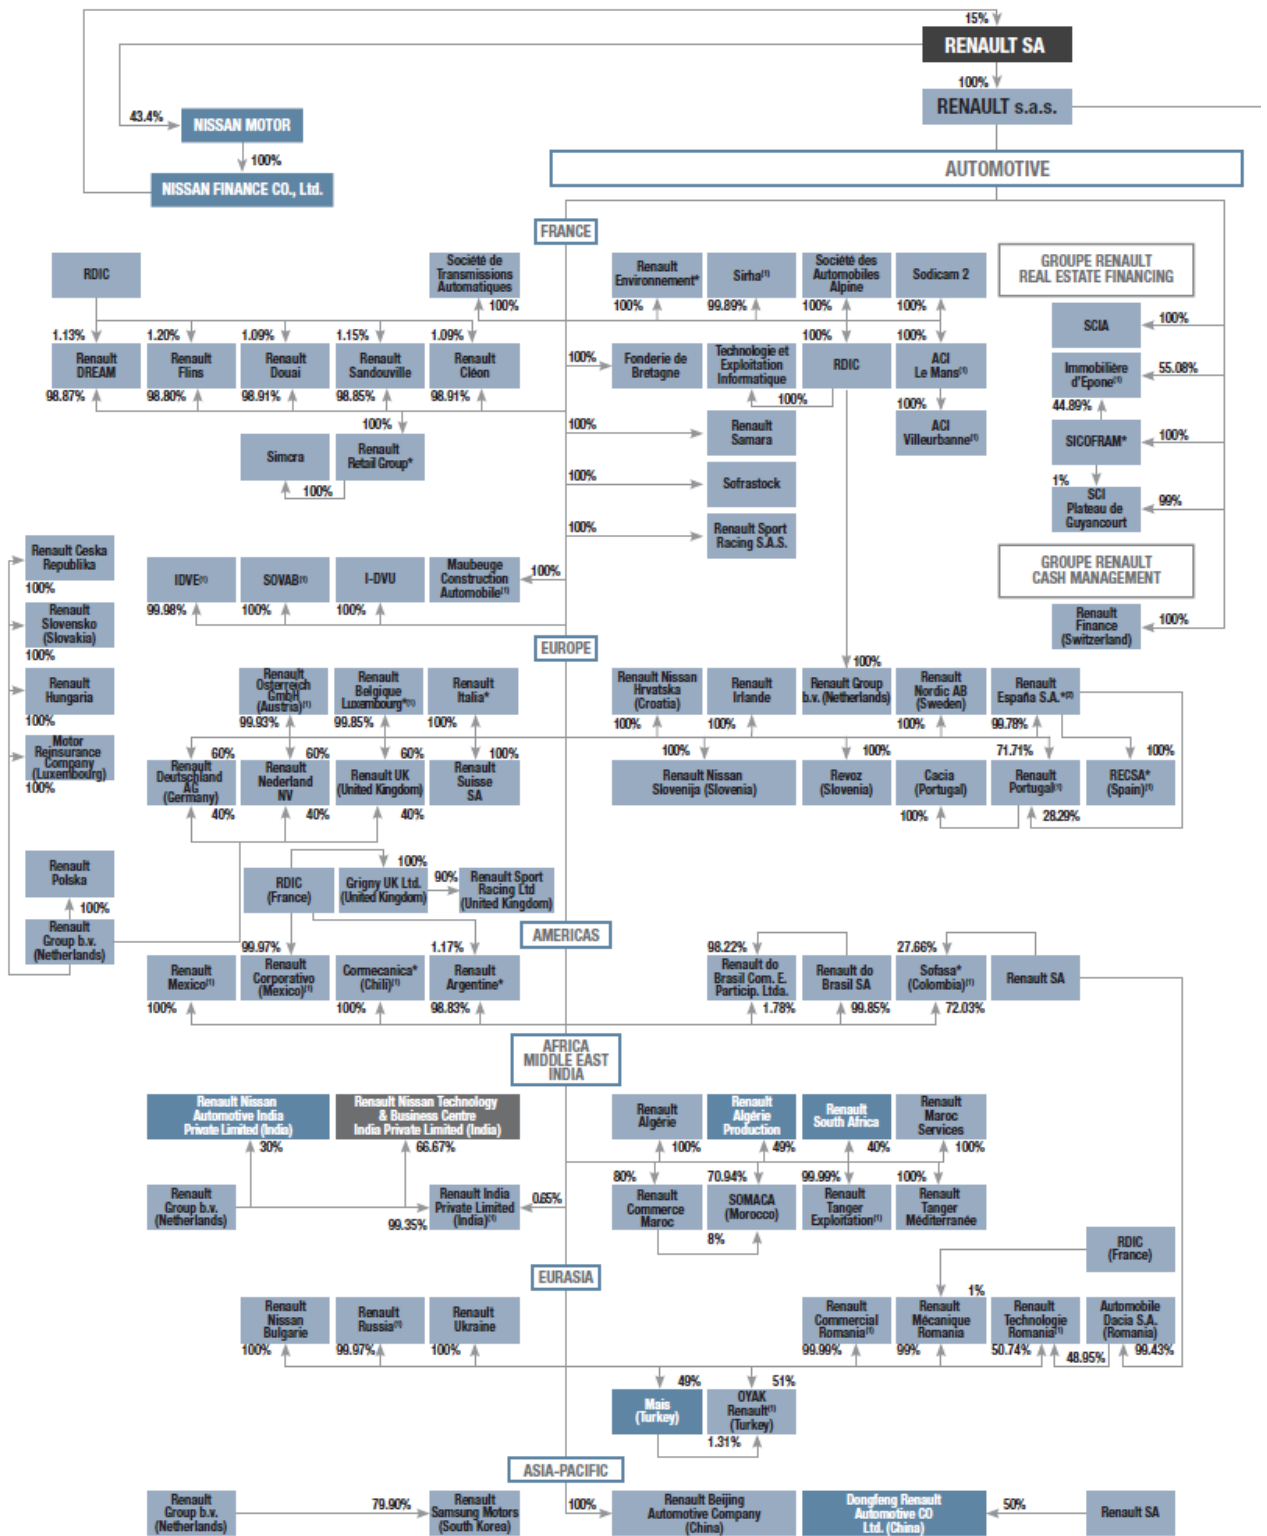 15%
RENAULT SA
100%
RENAULT s.a.s.
43.4%
NISSAN MOTOR
100%
NISSAN FINANCE CO., Ltd.
AUTOMOTIVE
FRANCE
RDIC
Société de
Transmissions
Automatiques
100%
Renault
Environnement*
100%
Sirha(1)
99.89%
Société des
Automobiles
Alpine
100%
Sodicam 2
100%
GROUPE RENAULT
REAL ESTATE FINANCING
1.13%
Renault
DREAM
98.87%
1.20%
Renault
Flins
98.80%
1.09%
Renault
Douai
98.91%
1.15%
Renault
Sandouville
98.85%
1.09%
Renault
Cléon
98.91%
100%
Fonderie de
Bretagne
Technologie et
Exploitation
Informatique
100%
100%
RDIC
100%
ACI
Le Mans(1)
100%
ACI
Villeurbanne(1)
SCIA
100%
Immobilière
d'Epone(1)
55.08%
44.89%
SICOFRAM*
100%
1%
SCI
Plateau de
Guyancourt
99%
100%
Simcra
Renault
Retail Group*
100%
100%
Renault
Samara
100%
Sofrastock
100%
Renault Sport
Racing S.A.S.
GROUPE RENAULT
CASH MANAGEMENT
Renault
Finance
(Switzerland)
100%
Renault Ceska
Republika
100%
Renault
Slovensko
(Slovakia)
100%
Renault
Hungaria
100%
Motor
Reinsurance
Company
(Luxembourg)
100%
IDVE(1)
99.98%
SOVAB(1)
100%
I-DVU
100%
Maubeuge
Construction
Automobile(1)
100%
EUROPE
Renault
Osterreich
GmbH
(Austria)(1)
99.93%
Renault
Belgique
Luxembourg*(1)
99.85%
Renault
Italia*
100%
Renault Nissan
Hrvatska
(Croatia)
100%
Renault
Irlande
100%
100%
Renault Group
b.v. (Netherlands)
Renault
Nordic AB
(Sweden)
100%
Renault
España S.A.*(2)
99.78%
60%
Renault
Deutschland
AG
(Germany)
40%
60%
Renault
Nederland
NV
40%
60%
Renault UK
(United Kingdom)
40%
100%
Renault
Suisse
SA
100%
Renault Nissan
Slovenija (Slovenia)
100%
Revoz
(Slovenia)
Cacia
(Portugal)
100%
71.71%
Renault
Portugal(1)
28.29%
100%
RECSA*
(Spain)(1)
Renault
Polska
100%
Renault
Group b.v.
(Netherlands)
RDIC
(France)
100%
Grigny UK Ltd.
(United Kingdom)
90%
Renault Sport
Racing Ltd
(United Kingdom)
AMERICAS
Renault
Mexico(1)
100%
99.97%
Renault
Corporativo
(Mexico)(1)
Cormecanica*
(Chili)(1)
100%
1.17%
Renault
Argentine*
98.83%
98.22%
Renault do
Brasil Com. E.
Particip. Ltda.
1.78%
Renault do
Brasil SA
99.85%
27.66%
Sofasa*
(Colombia)(1)
72.03%
Renault SA
AFRICA
MIDDLE EAST
INDIA
Renault Nissan
Automotive India
Private Limited (India)
30%
Renault Nissan Technology
& Business Centre
India Private Limited (India)
66.67%
Renault
Algérie
100%
Renault
Algérie
Production
49%
Renault
South Africa
40%
Renault
Maroc
Services
100%
Renault
Group b.v.
(Netherlands)
99.35%
Renault India
Private Limited
(India)(1)
0.65%
80%
Renault
Commerce
Maroc
8%
70.94%
SOMACA
(Morocco)
99.99%
Renault
Tanger
Exploitation(1)
100%
Renault
Tanger
Méditerranée
RDIC
(France)
EURASIA
Renault
Nissan
Bulgarie
100%
Renault
Russia(1)
99.97%
Renault
Ukraine
100%
Renault
Commercial
Romania(1)
99.99%
1%
Renault
Mécanique
Romania
99%
Renault
Technologie
Romania(1)
50.74%
48.95%
Automobile
Dacia S.A.
(Romania)
99.43%
49%
Mais
(Turkey)
1.31%
51%
OYAK
Renault(1)
(Turkey)
ASIA-PACIFIC
Renault
Group b.v.
(Netherlands)
79.90%
Renault
Samsung Motors
(South Korea)
100%
Renault Beijing
Automotive Company
(China)
Dongfeng Renault
Automotive CO
Ltd. (China)
50%
Renault SA